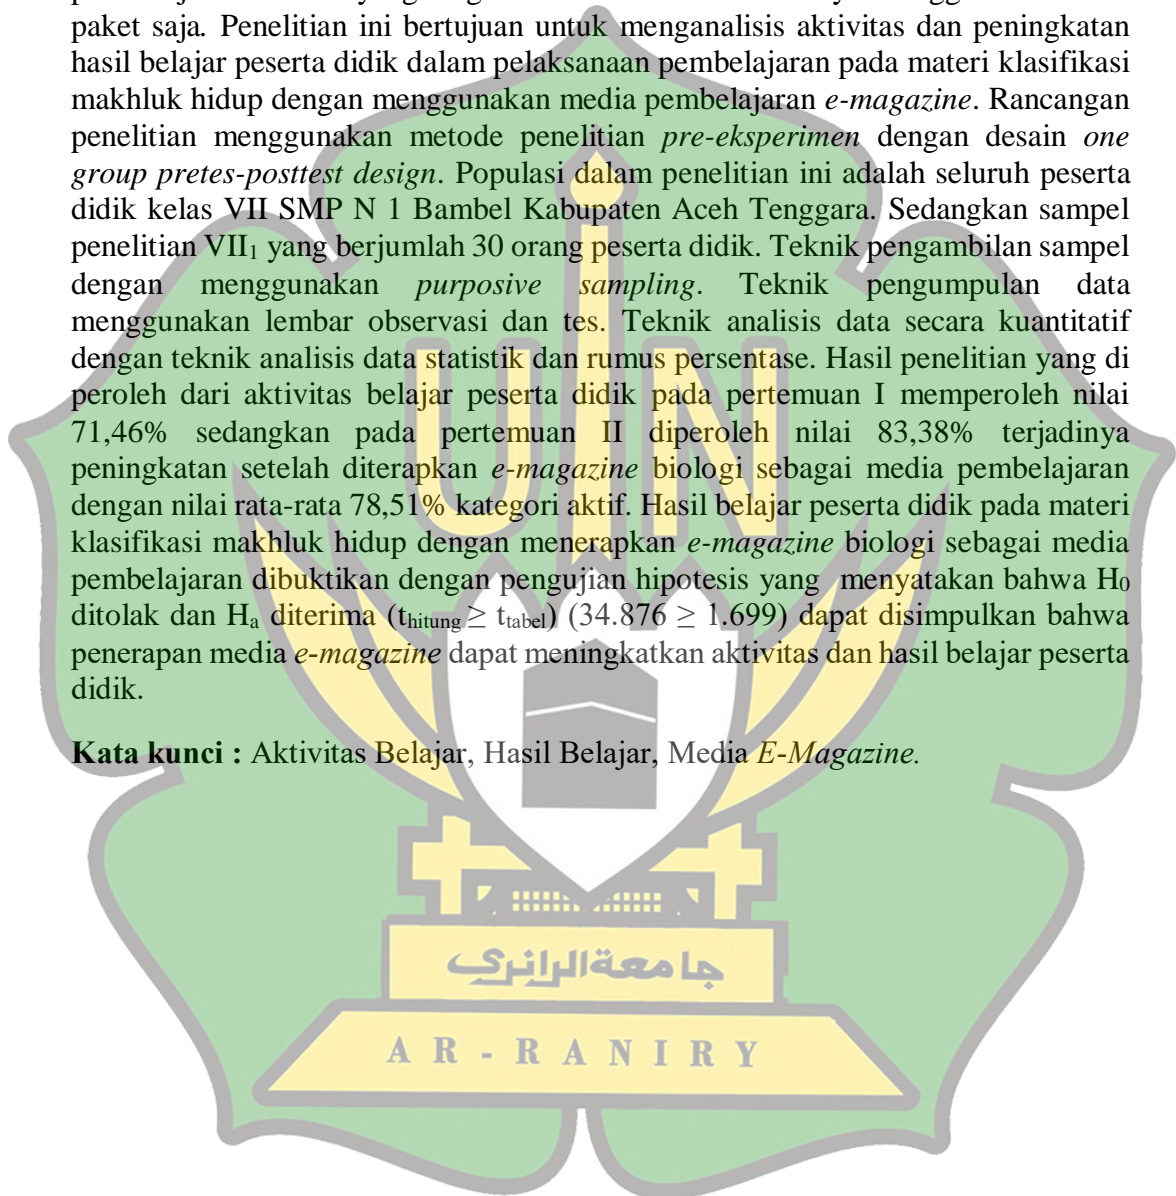 paket saja. Penelitian ini bertujuan untuk menganalisis aktivitas dan peningkatan
hasil belajar peserta didik dalam pelaksanaan pembelajaran pada materi klasifikasi
makhluk hidup dengan menggunakan media pembelajaran e-magazine. Rancangan
penelitian menggunakan metode penelitian pre-eksperimen dengan desain one
group pretes-posttest design. Populasi dalam penelitian ini adalah seluruh peserta
didik kelas VII SMP N 1 Bambel Kabupaten Aceh Tenggara. Sedangkan sampel
penelitian VII₁ yang berjumlah 30 orang peserta didik. Teknik pengambilan sampel
dengan menggunakan purposive sampling. Teknik pengumpulan data
menggunakan lembar observasi dan tes. Teknik analisis data secara kuantitatif
dengan teknik analisis data statistik dan rumus persentase. Hasil penelitian yang di
peroleh dari aktivitas belajar peserta didik pada pertemuan I memperoleh nilai
71,46% sedangkan pada pertemuan II diperoleh nilai 83,38% terjadinya
peningkatan setelah diterapkan e-magazine biologi sebagai media pembelajaran
dengan nilai rata-rata 78,51% kategori aktif. Hasil belajar peserta didik pada materi
klasifikasi makhluk hidup dengan menerapkan e-magazine biologi sebagai media
pembelajaran dibuktikan dengan pengujian hipotesis yang menyatakan bahwa H₀
ditolak dan Hₐ diterima (t hitung ≥ t tabel) (34.876 ≥ 1.699) dapat disimpulkan bahwa
penerapan media e-magazine dapat meningkatkan aktivitas dan hasil belajar peserta
didik.
Kata kunci : Aktivitas Belajar, Hasil Belajar, Media E-Magazine.
UIN
جامعة الرانري
AR-RANIRY